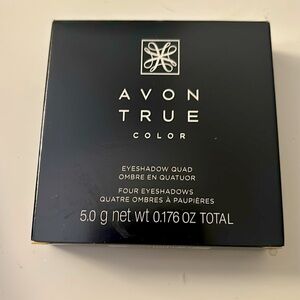 AVON
TRUE
COLOR
EYESHADOW QUAD
OMBRE EN QUATUOR
FOUR EYESHADOWS
QUATRE OMBRES À PAUPIÈRES
5.0 g net wt 0.176 OZ TOTAL